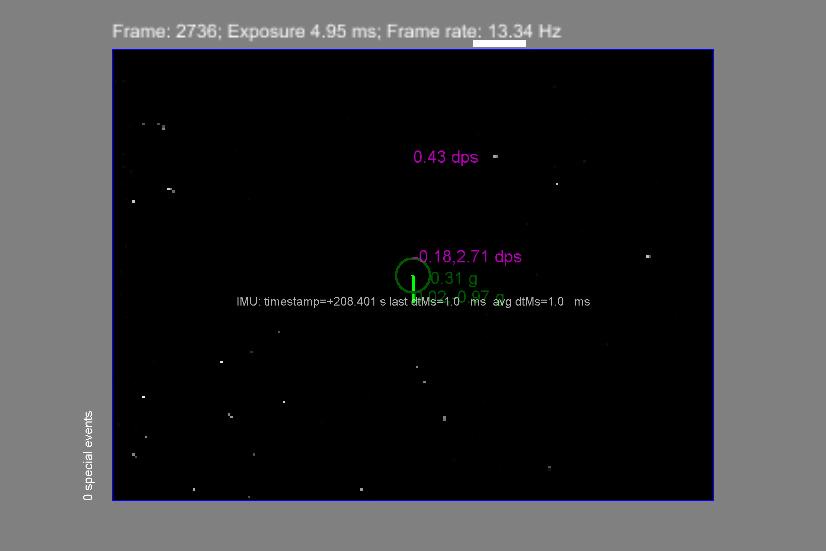 Frame: 2736; Exposure 4.95 ms; Frame rate: 13.34 Hz
0.43 dps
-0.18,2.71 dps
0.31 g
0.97 g
IMU: timestamp=+208.401 s last dtMs=1.0 ms avg dtMs=1.0 ms
0 special events